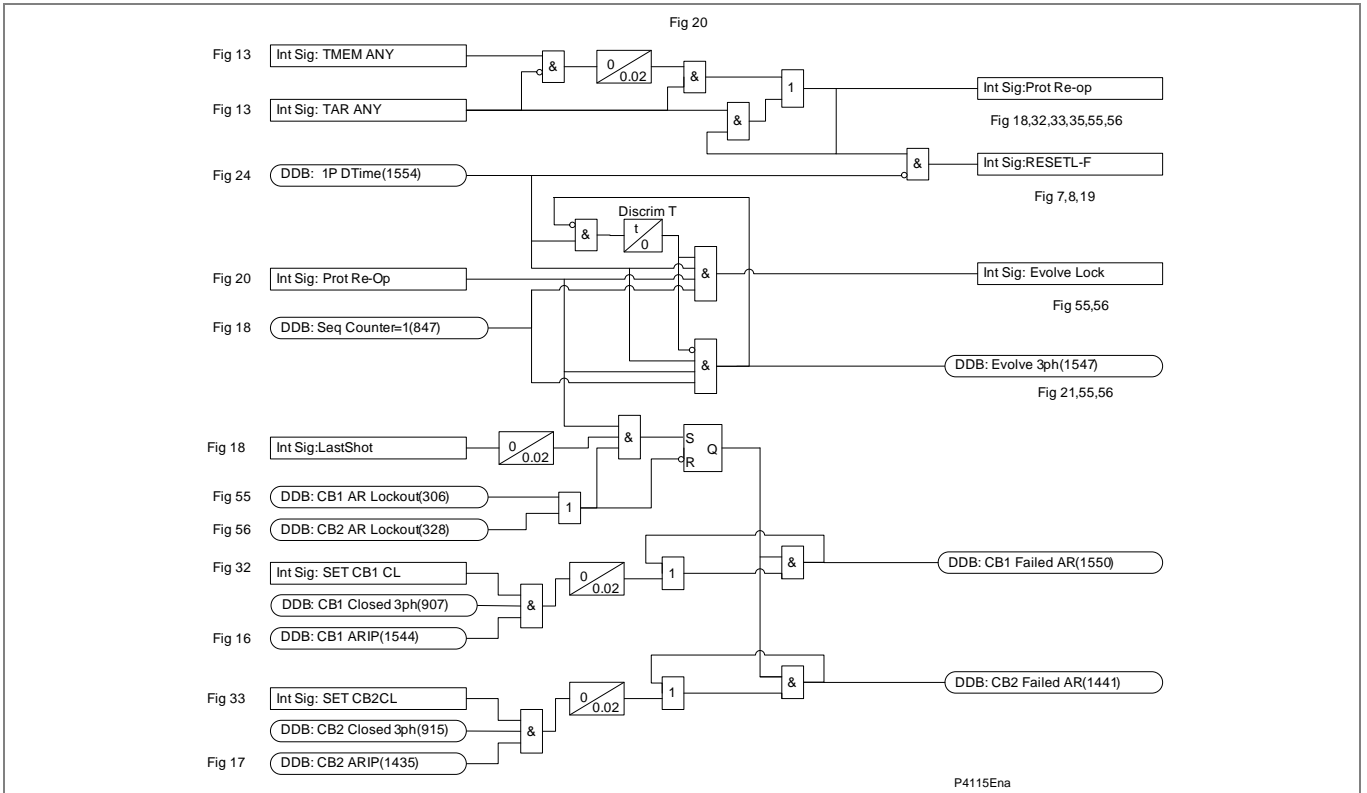 Fig 20
Fig 13
Int Sig: TMEM ANY
&
0
0.02
&
1
Int Sig:Prot Re-op
Fig 18,32,33,35,55,56
Fig 13
Int Sig: TAR ANY
&
&
Int Sig:RESETL-F
Fig 7,8,19
Fig 24
DDB: 1P DTime(1554)
Discrim T
&
t
0
Fig 20
Int Sig: Prot Re-Op
&
Int Sig: Evolve Lock
Fig 55,56
Fig 18
DDB: Seq Counter=1(847)
&
DDB: Evolve 3ph(1547)
Fig 21,55,56
Fig 18
Int Sig:LastShot
0
0.02
&
S
Q
R
Fig 55
DDB: CB1 AR Lockout(306)
1
Fig 56
DDB: CB2 AR Lockout(328)
Fig 32
Int Sig: SET CB1 CL
0
0.02
1
&
DDB: CB1 Failed AR(1550)
DDB: CB1 Closed 3ph(907)
&
Fig 16
DDB: CB1 ARIP(1544)
Fig 33
Int Sig: SET CB2CL
0
0.02
1
&
DDB: CB2 Failed AR(1441)
DDB: CB2 Closed 3ph(915)
&
Fig 17
DDB: CB2 ARIP(1435)
P4115Ena